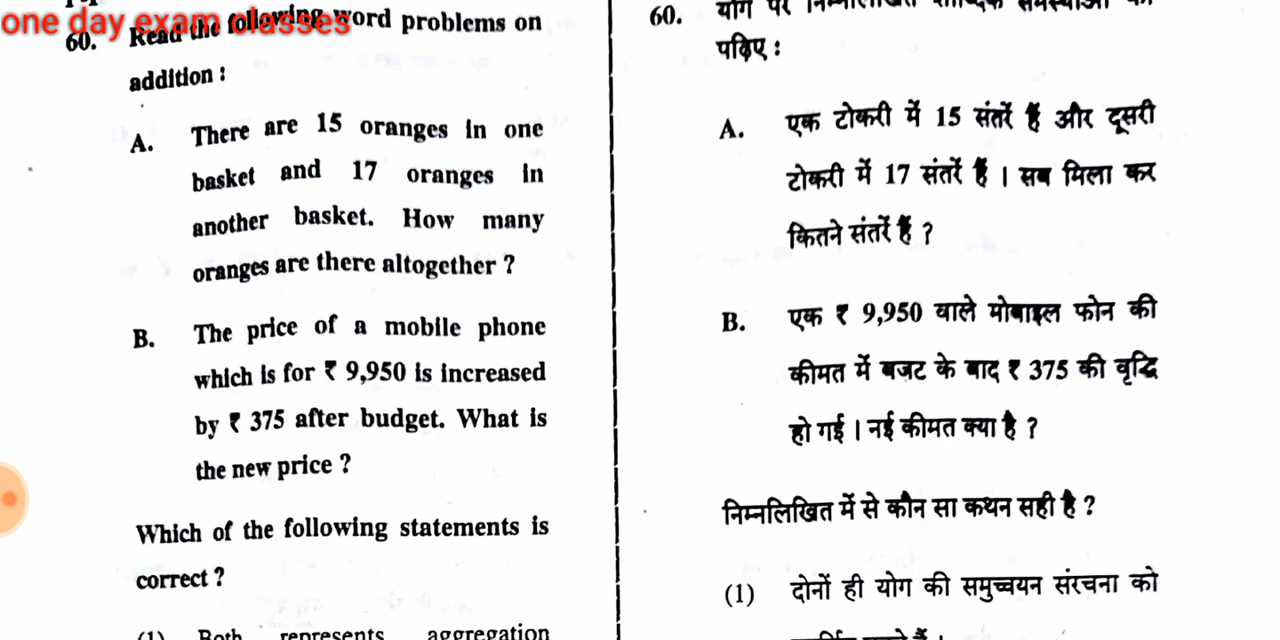 one day exam classes
60. Read the following word problems on
addition :
A. There are 15 oranges in one
basket and 17 oranges in
another basket. How many
oranges are there altogether ?
B. The price of a mobile phone
which is for ₹ 9,950 is increased
by ₹ 375 after budget. What is
the new price ?
Which of the following statements is
correct ?
(1) Both represents aggregation
60. योग पर निम्नलिखित
पढ़िए :
A. एक टोकरी में 15 संतरें हैं और दूसरी
टोकरी में 17 संतरें हैं । सब मिला कर
कितने संतरें हैं ?
B. एक ₹ 9,950 वाले मोबाइल फोन की
कीमत में बजट के बाद ₹ 375 की वृद्धि
हो गई । नई कीमत क्या है ?
निम्नलिखित में से कौन सा कथन सही है ?
(1) दोनों ही योग की समुच्चयन संरचना को